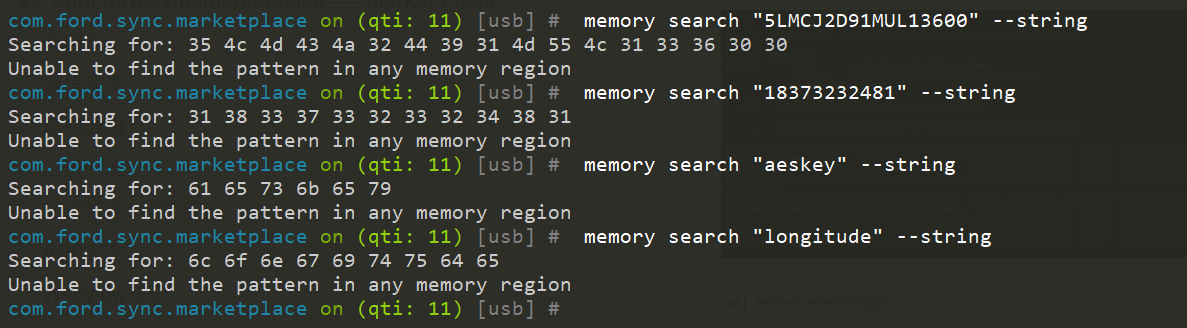 com.ford.sync.marketplace on (qti: 11) [usb] # memory search "5LMCJ2D91MUL13600" --string
Searching for: 35 4c 4d 43 4a 32 44 39 31 4d 55 4c 31 33 36 30 30
Unable to find the pattern in any memory region
com.ford.sync.marketplace on (qti: 11) [usb] # memory search "18373232481" --string
Searching for: 31 38 33 37 33 32 33 32 34 38 31
Unable to find the pattern in any memory region
com.ford.sync.marketplace on (qti: 11) [usb] # memory search "aeskey" --string
Searching for: 61 65 73 6b 65 79
Unable to find the pattern in any memory region
com.ford.sync.marketplace on (qti: 11) [usb] # memory search "longitude" --string
Searching for: 6c 6f 6e 67 69 74 75 64 65
Unable to find the pattern in any memory region
com.ford.sync.marketplace on (qti: 11) [usb] #
HTTPS传输